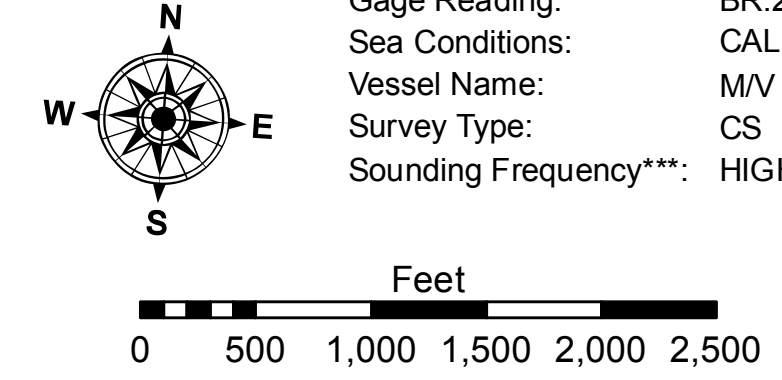 N
W
E
S
Gage Reading:
Sea Conditions:
Vessel Name: M/V
Survey Type: CS
Sounding Frequency***:
Feet
0 500 1,000 1,500 2,000 2,500